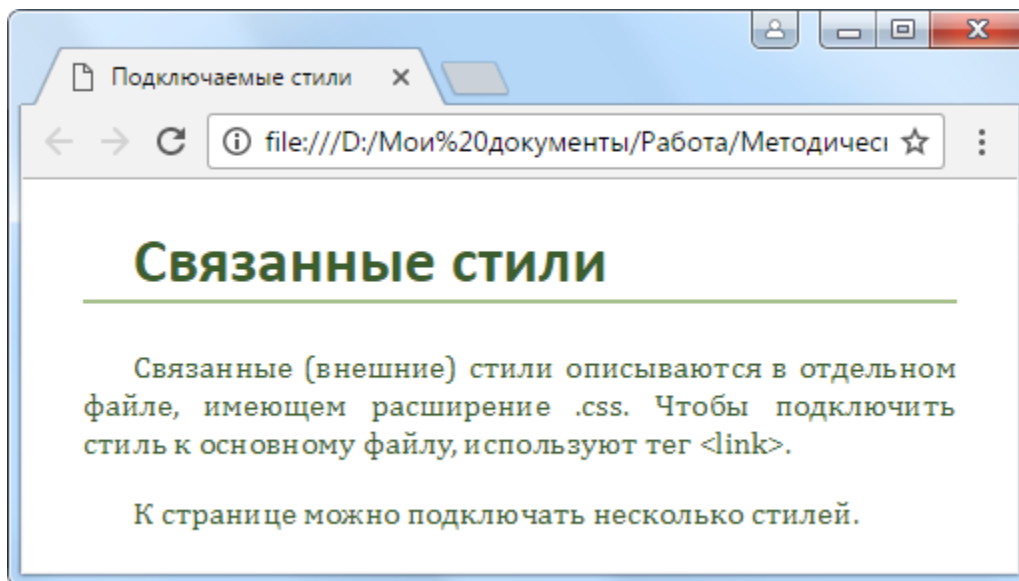 Подключаемые стили
file:///D:/Мои%20документы/Работа/Методичес
Связанные стили
Связанные (внешние) стили описываются в отдельном
файле, имеющем расширение .css. Чтобы подключить
стиль к основному файлу, используют тег <link>.
К странице можно подключать несколько стилей.